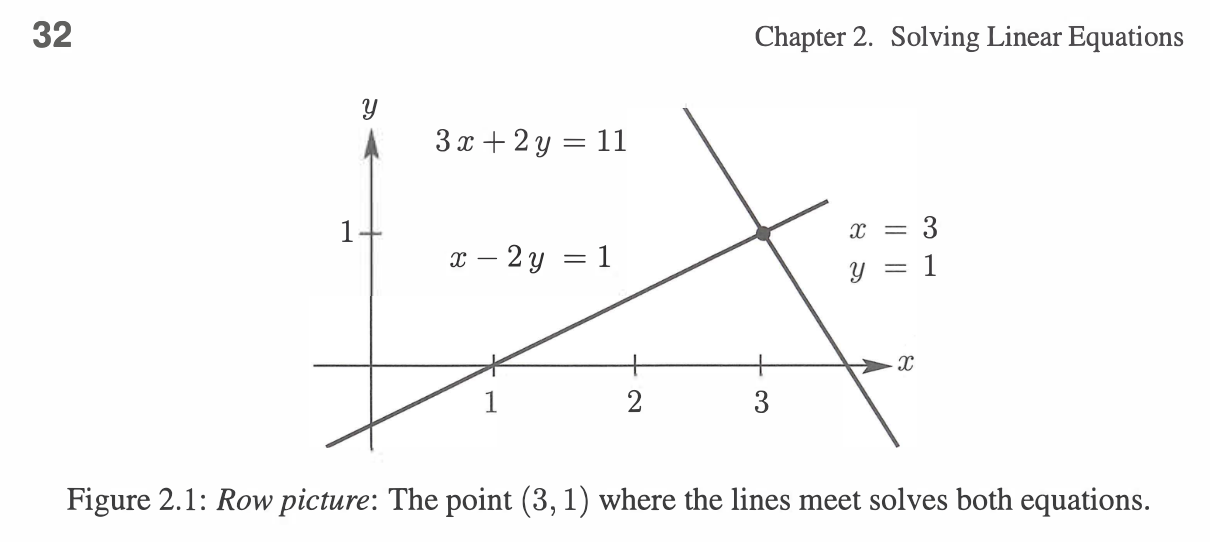 32
Chapter 2. Solving Linear Equations
y
3x + 2y = 11
1
x = 3
x − 2y = 1
y = 1
x
1
2
3
Figure 2.1: Row picture: The point (3, 1) where the lines meet solves both equations.